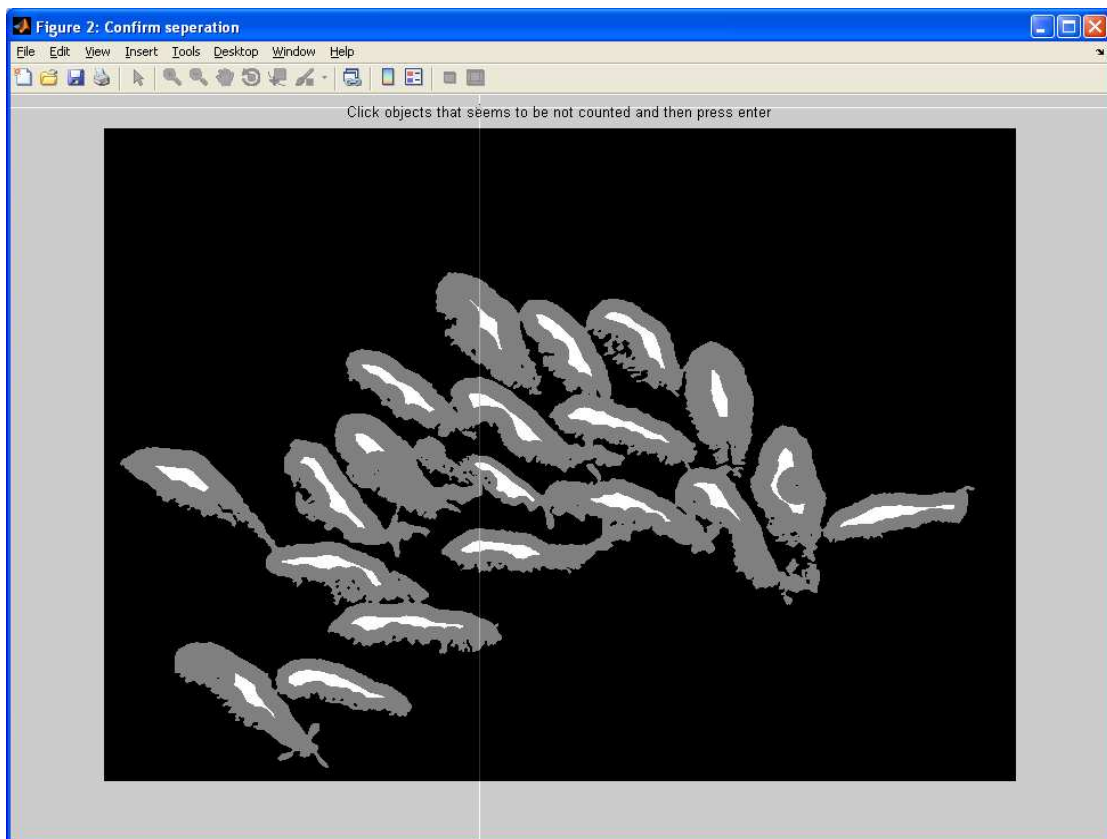 Figure 2: Confirm seperation
File Edit View Insert Tools Desktop Window Help
Click objects that seems to be not counted and then press enter